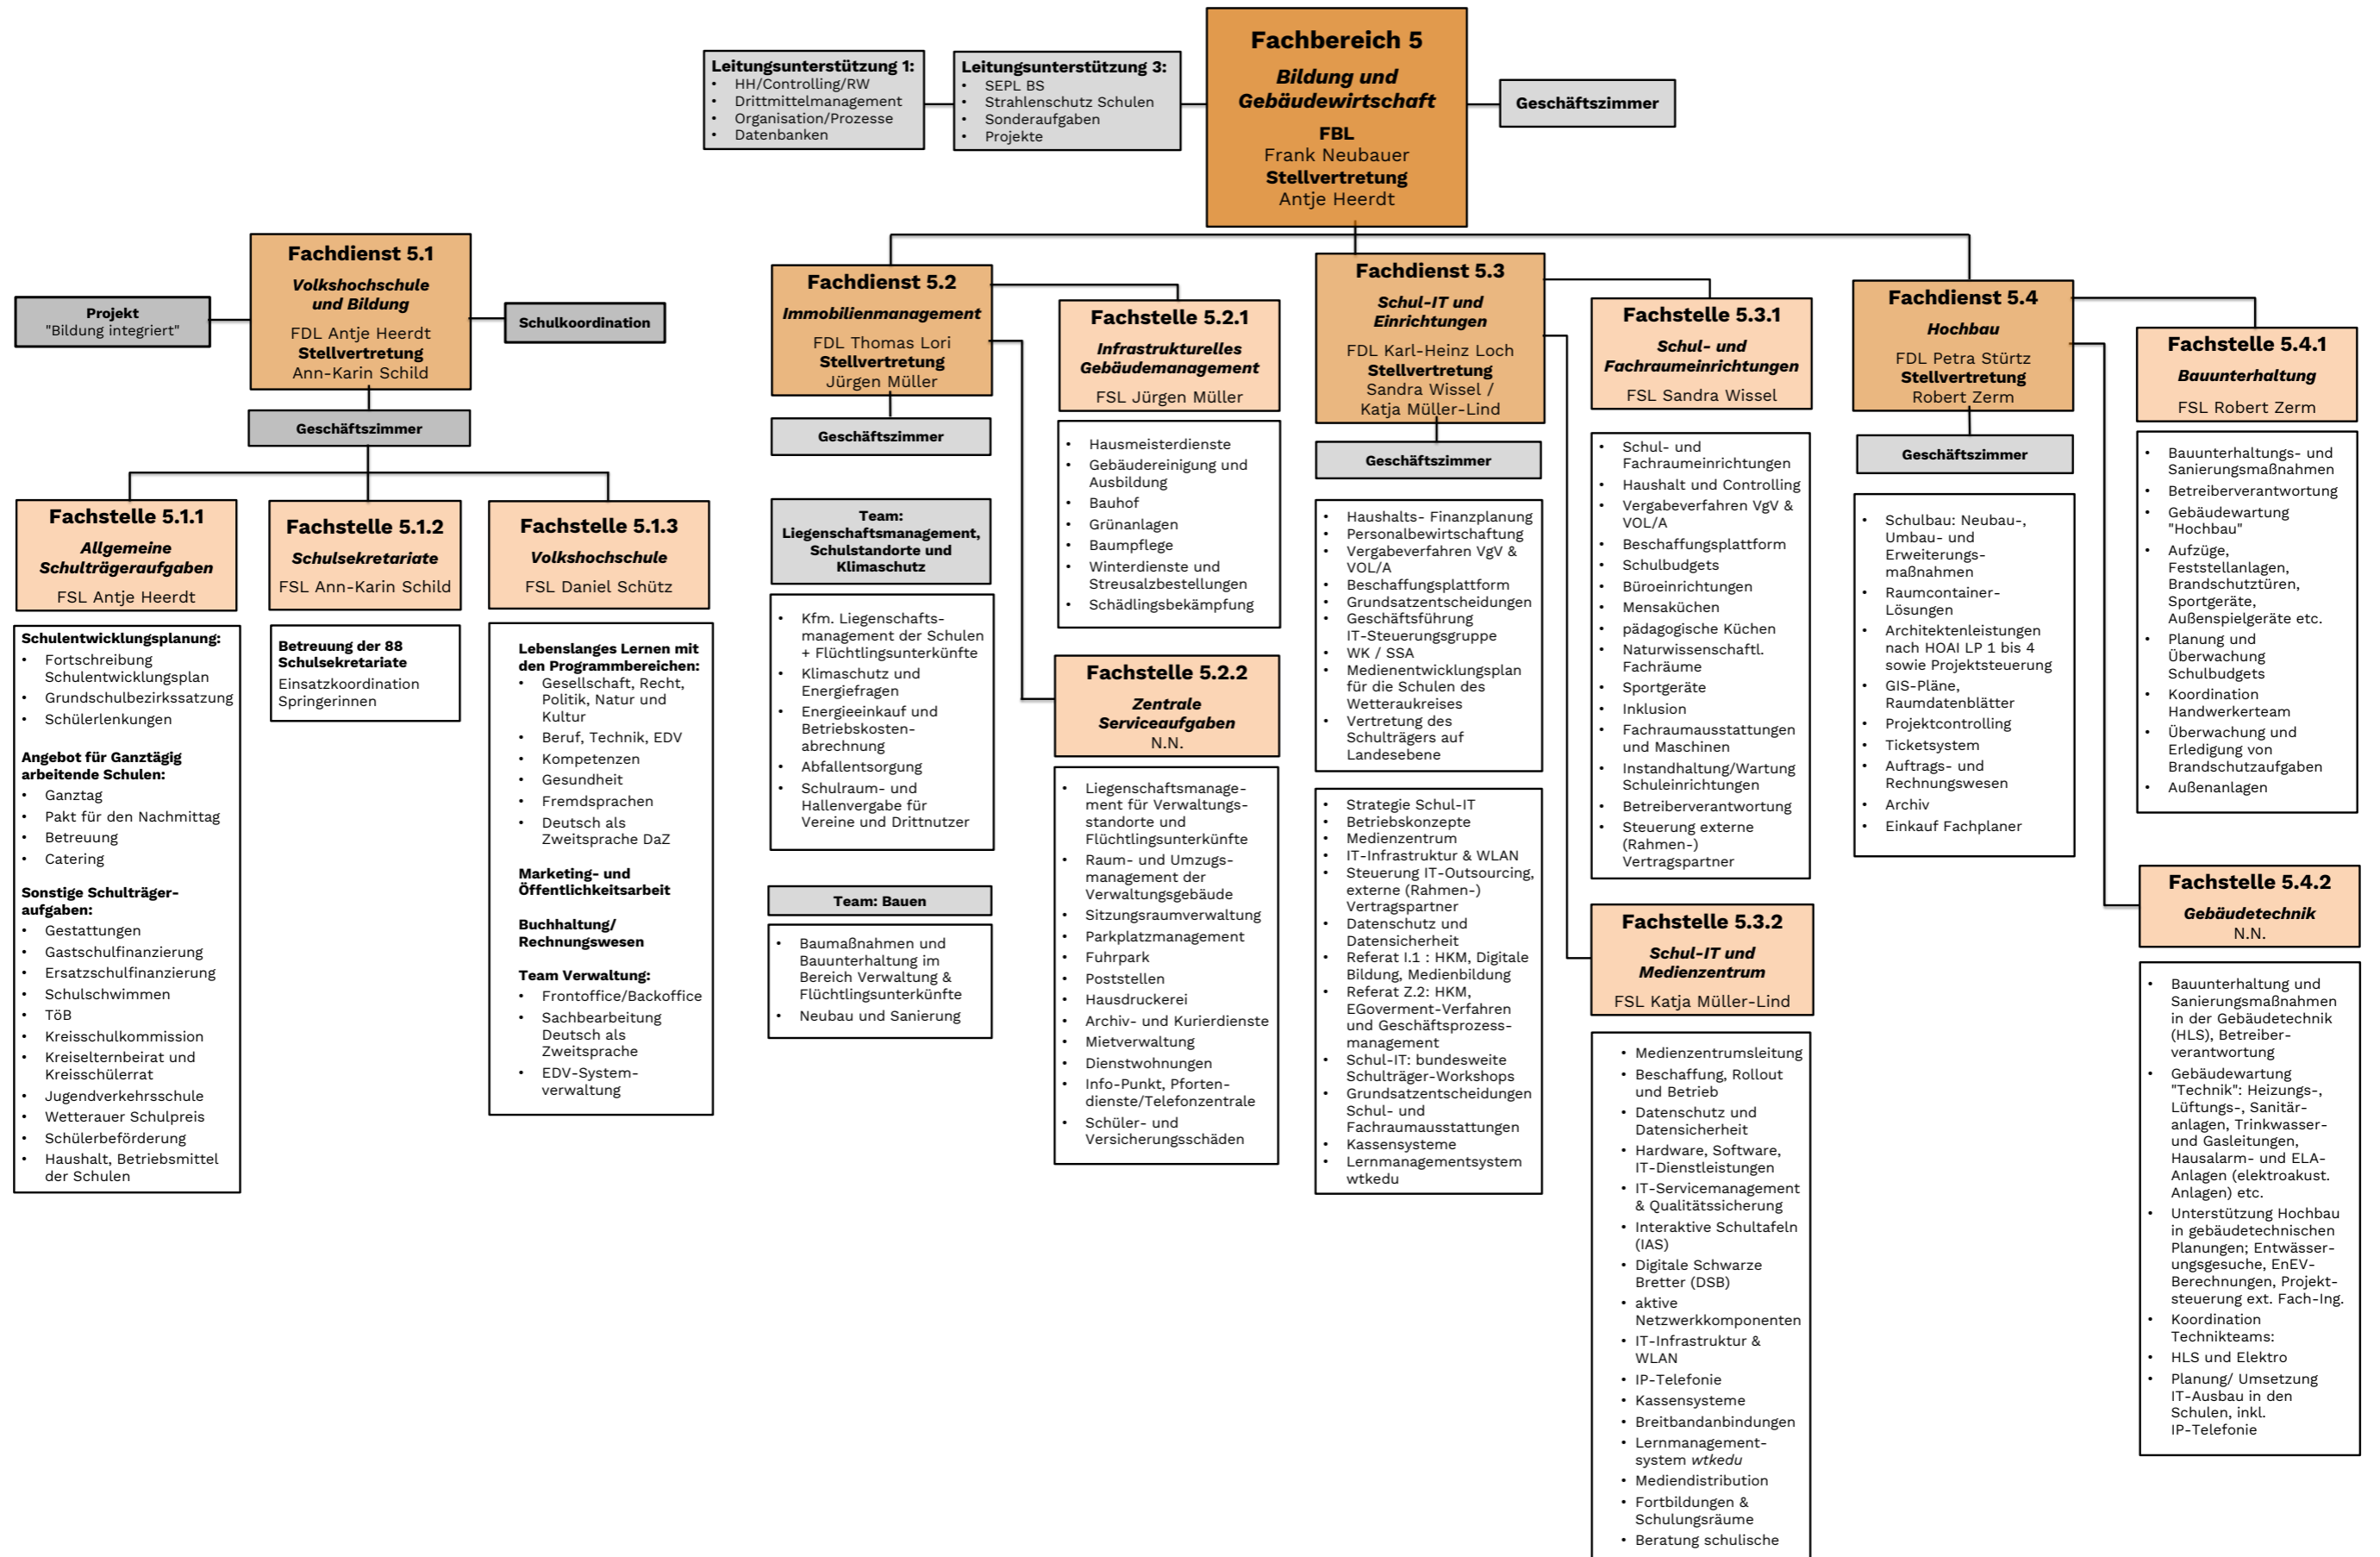 Fachbereich 5
Bildung und
Gebäudewirtschaft
FBL
Frank Neubauer
Stellvertretung
Antje Heerdt
Leitungsunterstützung 1:
• HH/Controlling/RW
• Drittmittelmanagement
• Organisation/Prozesse
• Datenbanken
Leitungsunterstützung 3:
• SEPL BS
• Strahlenschutz Schulen
• Sonderaufgaben
• Projekte
Geschäftszimmer
Fachdienst 5.1
Volkshochschule
und Bildung
FDL Antje Heerdt
Stellvertretung
Ann-Karin Schild
Projekt
"Bildung integriert"
Schulkoordination
Geschäftszimmer
Fachstelle 5.1.1
Allgemeine
Schulträgeraufgaben
FSL Antje Heerdt
Schulentwicklungsplanung:
• Fortschreibung
Schulentwicklungsplan
• Grundschulbezirkssatzung
• Schülerlenkungen
Angebot für Ganztägig
arbeitende Schulen:
• Ganztag
• Pakt für den Nachmittag
• Betreuung
• Catering
Sonstige Schulträger-
aufgaben:
• Gestattungen
• Gastschulfinanzierung
• Ersatzschulfinanzierung
• Schulschwimmen
• TöB
• Kreisschulkommission
• Kreiselternbeirat und
Kreisschülerrat
• Jugendverkehrsschule
• Wetterauer Schulpreis
• Schülerbeförderung
• Haushalt, Betriebsmittel
der Schulen
Fachstelle 5.1.2
Schulsekretariate
FSL Ann-Karin Schild
Betreuung der 88
Schulsekretariate
Einsatzkoordination
Springerinnen
Fachstelle 5.1.3
Volkshochschule
FSL Daniel Schütz
Lebenslanges Lernen mit
den Programmbereichen:
• Gesellschaft, Recht,
Politik, Natur und
Kultur
• Beruf, Technik, EDV
• Kompetenzen
• Gesundheit
• Fremdsprachen
• Deutsch als
Zweitsprache DaZ
Marketing- und
Öffentlichkeitsarbeit
Buchhaltung/
Rechnungswesen
Team Verwaltung:
• Frontoffice/Backoffice
• Sachbearbeitung
Deutsch als
Zweitsprache
• EDV-System-
verwaltung
Fachdienst 5.2
Immobilienmanagement
FDL Thomas Lori
Stellvertretung
Jürgen Müller
Geschäftszimmer
Team:
Liegenschaftsmanagement,
Schulstandorte und
Klimaschutz
• Kfm. Liegenschafts-
management der Schulen
+ Flüchtlingsunterkünfte
• Klimaschutz und
Energiefragen
• Energieeinkauf und
Betriebskosten-
abrechnung
• Abfallentsorgung
• Schulraum- und
Hallenvergabe für
Vereine und Drittnutzer
Team: Bauen
• Baumaßnahmen und
Bauunterhaltung im
Bereich Verwaltung &
Flüchtlingsunterkünfte
• Neubau und Sanierung
Fachstelle 5.2.1
Infrastrukturelles
Gebäudemanagement
FSL Jürgen Müller
• Hausmeisterdienste
• Gebäudereinigung und
Ausbildung
• Bauhof
• Grünanlagen
• Baumpflege
• Winterdienste und
Streusalzbestellungen
• Schädlingsbekämpfung
Fachstelle 5.2.2
Zentrale
Serviceaufgaben
N.N.
• Liegenschaftsmanage-
ment für Verwaltungs-
standorte und
Flüchtlingsunterkünfte
• Raum- und Umzugs-
management der
Verwaltungsgebäude
• Sitzungsraumverwaltung
• Parkplatzmanagement
• Fuhrpark
• Poststellen
• Hausdruckerei
• Archiv- und Kurierdienste
• Mietverwaltung
• Dienstwohnungen
• Info-Punkt, Pforten-
dienste/Telefonzentrale
• Schüler- und
Versicherungsschäden
Fachdienst 5.3
Schul-IT und
Einrichtungen
FDL Karl-Heinz Loch
Stellvertretung
Sandra Wissel /
Katja Müller-Lind
Geschäftszimmer
• Haushalts- Finanzplanung
• Personalbewirtschaftung
• Vergabeverfahren VgV &
VOL/A
• Beschaffungsplattform
• Grundsatzentscheidungen
• Geschäftsführung
IT-Steuerungsgruppe
• WK / SSA
• Medienentwicklungsplan
für die Schulen des
Wetteraukreises
• Vertretung des
Schulträgers auf
Landesebene
• Strategie Schul-IT
• Betriebskonzepte
• Medienzentrum
• IT-Infrastruktur & WLAN
• Steuerung IT-Outsourcing,
externe (Rahmen-)
Vertragspartner
• Datenschutz und
Datensicherheit
• Referat I.1 : HKM, Digitale
Bildung, Medienbildung
• Referat Z.2: HKM,
EGoverment-Verfahren
und Geschäftsprozess-
management
• Schul-IT: bundesweite
Schulträger-Workshops
• Grundsatzentscheidungen
Schul- und
Fachraumausstattungen
• Kassensysteme
• Lernmanagementsystem
wtkedu
Fachstelle 5.3.1
Schul- und
Fachraumeinrichtungen
FSL Sandra Wissel
• Schul- und
Fachraumeinrichtungen
• Haushalt und Controlling
• Vergabeverfahren VgV &
VOL/A
• Beschaffungsplattform
• Schulbudgets
• Büroeinrichtungen
• Mensaküchen
• pädagogische Küchen
• Naturwissenschaftl.
Fachräume
• Sportgeräte
• Inklusion
• Fachraumausstattungen
und Maschinen
• Instandhaltung/Wartung
Schuleinrichtungen
• Betreiberverantwortung
• Steuerung externe
(Rahmen-)
Vertragspartner
Fachstelle 5.3.2
Schul-IT und
Medienzentrum
FSL Katja Müller-Lind
• Medienzentrumsleitung
• Beschaffung, Rollout
und Betrieb
• Datenschutz und
Datensicherheit
• Hardware, Software,
IT-Dienstleistungen
• IT-Servicemanagement
& Qualitätssicherung
• Interaktive Schultafeln
(IAS)
• Digitale Schwarze
Bretter (DSB)
• aktive
Netzwerkkomponenten
• IT-Infrastruktur &
WLAN
• IP-Telefonie
• Kassensysteme
• Breitbandanbindungen
• Lernmanagement-
system wtkedu
• Mediendistribution
• Fortbildungen &
Schulungsräume
• Beratung schulische
Fachdienst 5.4
Hochbau
FDL Petra Stürtz
Stellvertretung
Robert Zerm
Geschäftszimmer
• Schulbau: Neubau-,
Umbau- und
Erweiterungs-
maßnahmen
• Raumcontainer-
Lösungen
• Architektenleistungen
nach HOAI LP 1 bis 4
sowie Projektsteuerung
• GIS-Pläne,
Raumdatenblätter
• Projektcontrolling
• Ticketsystem
• Auftrags- und
Rechnungswesen
• Archiv
• Einkauf Fachplaner
Fachstelle 5.4.1
Bauunterhaltung
FSL Robert Zerm
• Bauunterhaltungs- und
Sanierungsmaßnahmen
• Betreiberverantwortung
• Gebäudewartung
"Hochbau"
• Aufzüge,
Feststellanlagen,
Brandschutztüren,
Sportgeräte,
Außenspielgeräte etc.
• Planung und
Überwachung
Schulbudgets
• Koordination
Handwerkerteam
• Überwachung und
Erledigung von
Brandschutzaufgaben
• Außenanlagen
Fachstelle 5.4.2
Gebäudetechnik
N.N.
• Bauunterhaltung und
Sanierungsmaßnahmen
in der Gebäudetechnik
(HLS), Betreiber-
verantwortung
• Gebäudewartung
"Technik": Heizungs-,
Lüftungs-, Sanitär-
anlagen, Trinkwasser-
und Gasleitungen,
Hausalarm- und ELA-
Anlagen (elektroakust.
Anlagen) etc.
• Unterstützung Hochbau
in gebäudetechnischen
Planungen; Entwässer-
ungsgesuche, EnEV-
Berechnungen, Projekt-
steuerung ext. Fach-Ing.
• Koordination
Technikteams:
• HLS und Elektro
• Planung/ Umsetzung
IT-Ausbau in den
Schulen, inkl.
IP-Telefonie